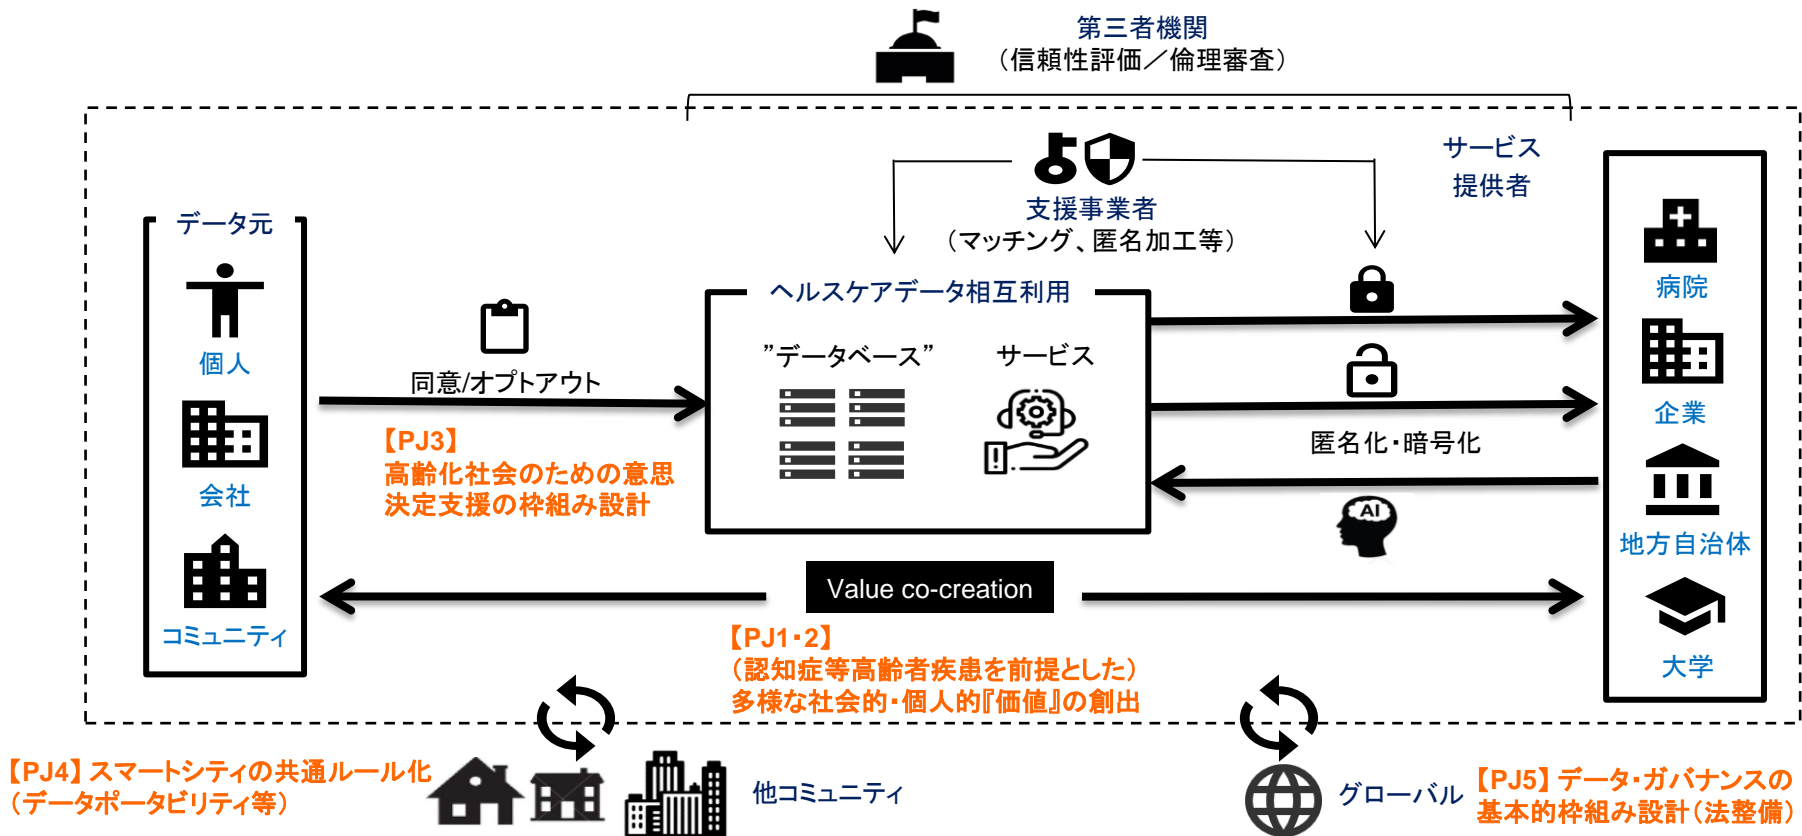 第三者機関
（信頼性評価／倫理審査）
サービス
提供者
支援事業者
（マッチング、匿名加工等）
データ元
個人
会社
コミュニティ
同意/オプトアウト
【PJ3】
高齢化社会のための意思
決定支援の枠組み設計
ヘルスケアデータ相互利用
”データベース”
サービス
匿名化・暗号化
AI
病院
企業
地方自治体
大学
Value co-creation
【PJ1・2】
（認知症等高齢者疾患を前提とした）
多様な社会的・個人的『価値』の創出
【PJ4】スマートシティの共通ルール化
（データポータビリティ等）
他コミュニティ
グローバル
【PJ5】データ・ガバナンスの
基本的枠組み設計（法整備）